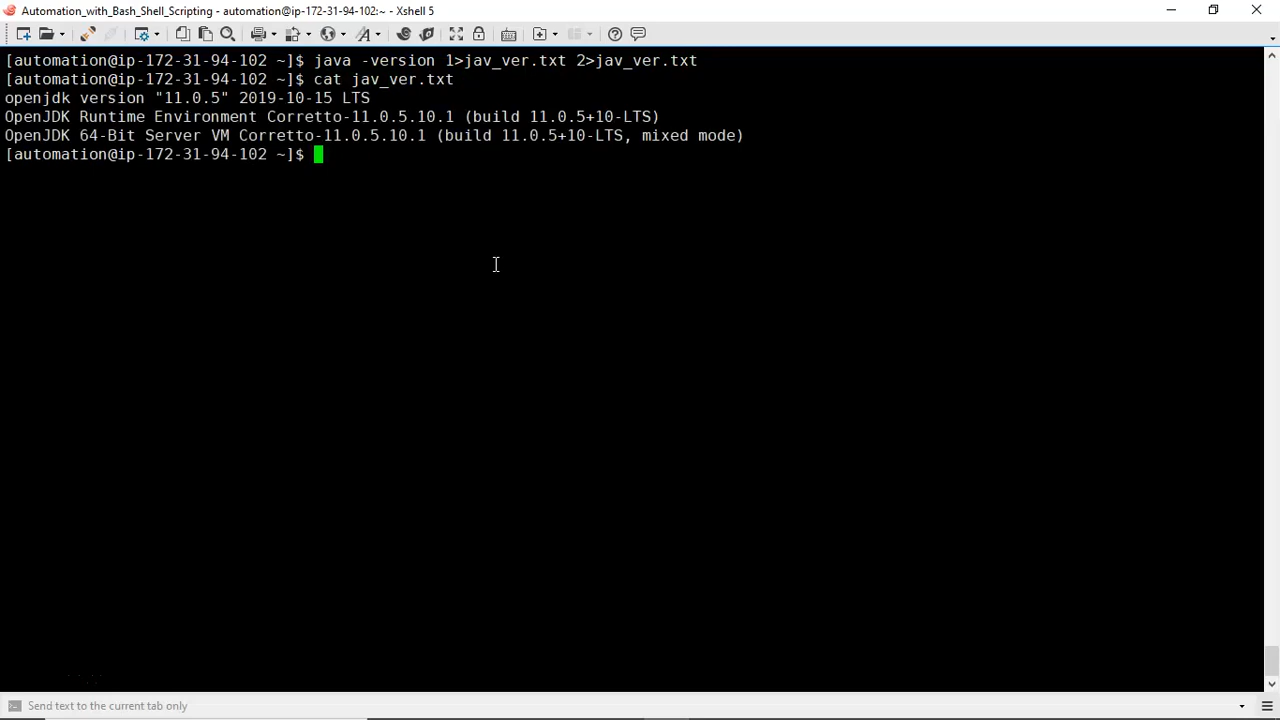 Automation_with_Bash_Shell_Scripting - automation@ip-172-31-94-102:~ - Xshell 5
[automation@ip-172-31-94-102 ~]$ java -version 1>jav_ver.txt 2>jav_ver.txt
[automation@ip-172-31-94-102 ~]$ cat jav_ver.txt
openjdk version "11.0.5" 2019-10-15 LTS
OpenJDK Runtime Environment Corretto-11.0.5.10.1 (build 11.0.5+10-LTS)
OpenJDK 64-Bit Server VM Corretto-11.0.5.10.1 (build 11.0.5+10-LTS, mixed mode)
[automation@ip-172-31-94-102 ~]$
Send text to the current tab only